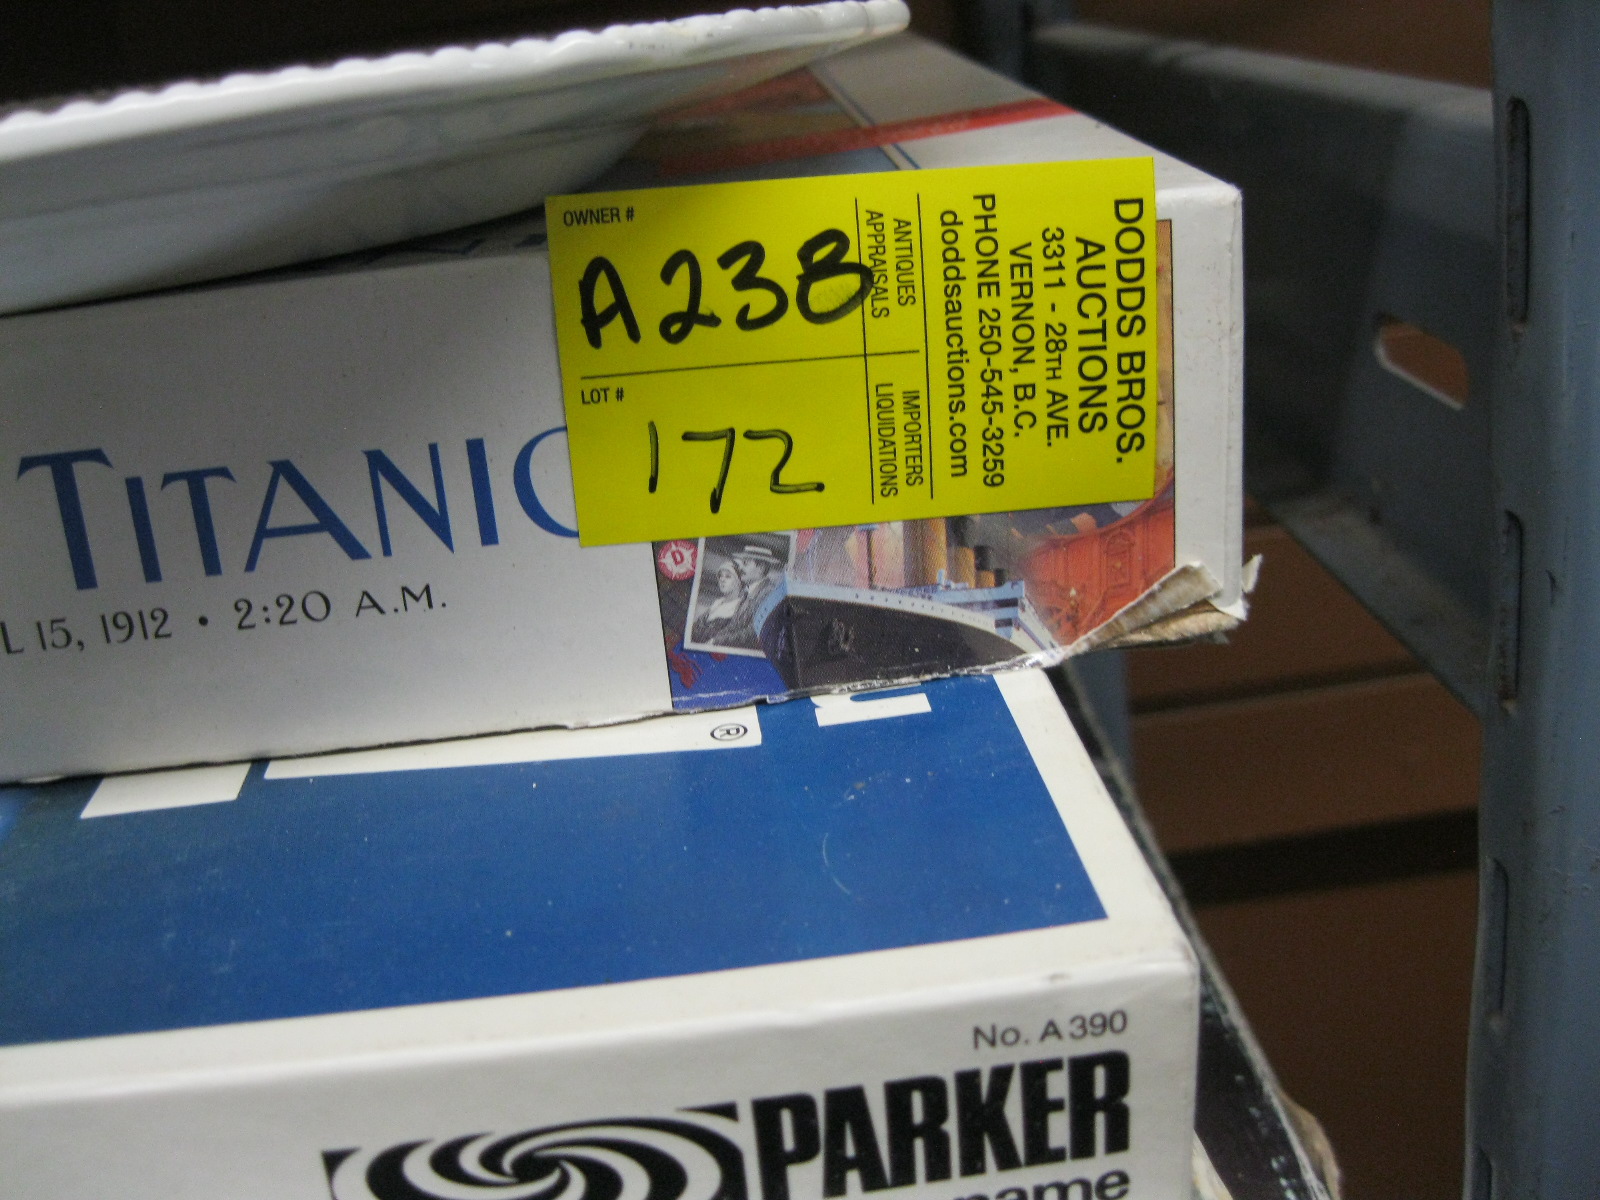 OWNER #
A23B
LOT #
172
ANTIQUES
APPRAISALS
IMPORTERS
LIQUIDATIONS
DODDS BROS.
AUCTIONS
3311 - 28TH AVE.
VERNON, B.C.
PHONE 250-545-3259
doddsauctions.com
TITANIC
L 15, 1912 • 2:20 A.M.
®
No. A390
PARKER